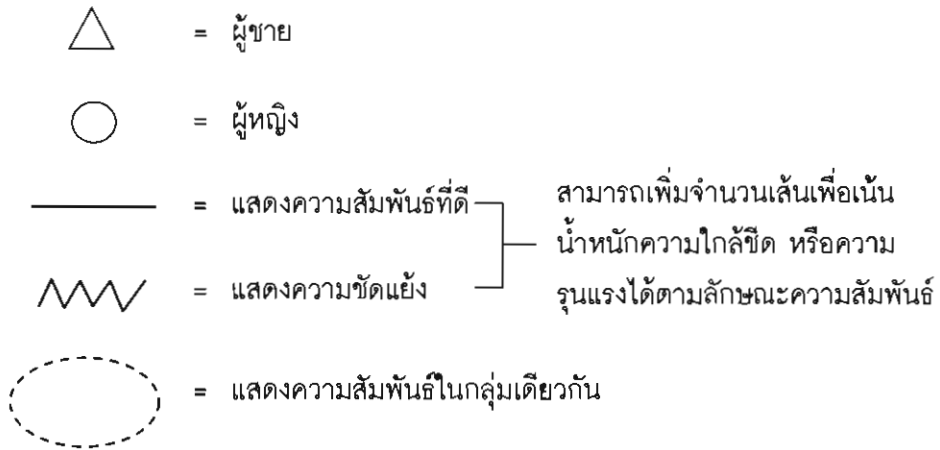 = ผู้ชาย
= ผู้หญิง
= แสดงความสัมพันธ์ที่ดี
= แสดงความขัดแย้ง
สามารถเพิ่มจำนวนเส้นเพื่อเน้น
น้ำหนักความใกล้ชิด หรือความ
รุนแรงได้ตามลักษณะความสัมพันธ์
= แสดงความสัมพันธ์ในกลุ่มเดียวกัน